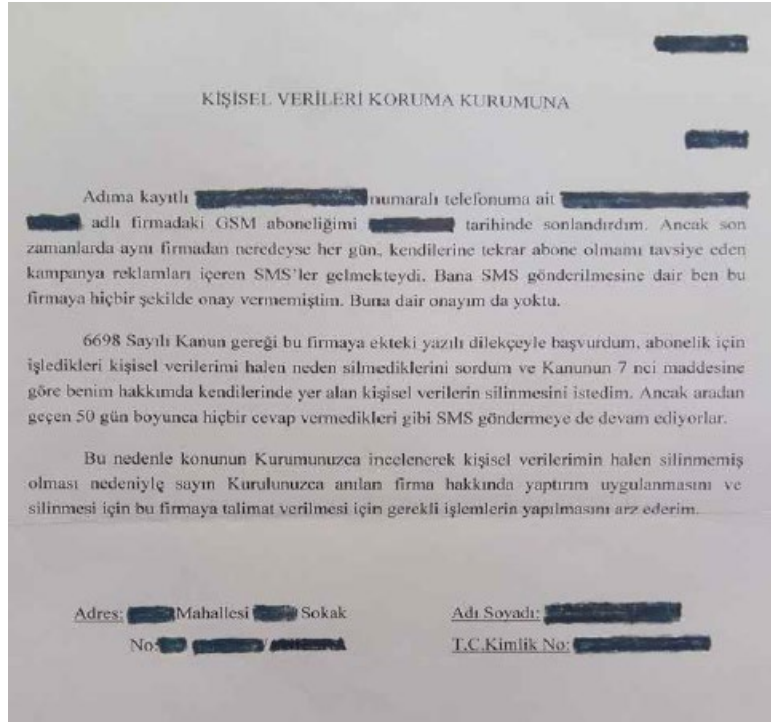 KİŞİSEL VERİLERİ KORUMA KURUMUNA
Adıma kayıtlı numaralı telefonuma ait
adlı firmadaki GSM aboneliğimi tarihinde sonlandırdım. Ancak son
zamanlarda aynı firmadan neredeyse her gün, kendilerine tekrar abone olmamı tavsiye eden
kampanya reklamları içeren SMS'ler gelmekteydi. Bana SMS gönderilmesine dair ben bu
firmaya hiçbir şekilde onay vermemiştim. Buna dair onayım da yoktu.
6698 Sayılı Kanun gereği bu firmaya ekteki yazılı dilekçeyle başvurdum, abonelik için
işledikleri kişisel verilerimi halen neden silmediklerini sordum ve Kanunun 7 nci maddesine
göre benim hakkımda kendilerinde yer alan kişisel verilerin silinmesini istedim. Ancak aradan
geçen 50 gün boyunca hiçbir cevap vermedikleri gibi SMS göndermeye de devam ediyorlar.
Bu nedenle konunun Kurumunuzca incelenerek kişisel verilerimin halen silinmemiş
olması nedeniyle sayın Kurulunuzca anılan firma hakkında yaptırım uygulanmasını ve
silinmesi için bu firmaya talimat verilmesi için gerekli işlemlerin yapılmasını arz ederim.
Adres: Mahallesi Sokak
No: /
Adı Soyadı:
T.C.Kimlik No: